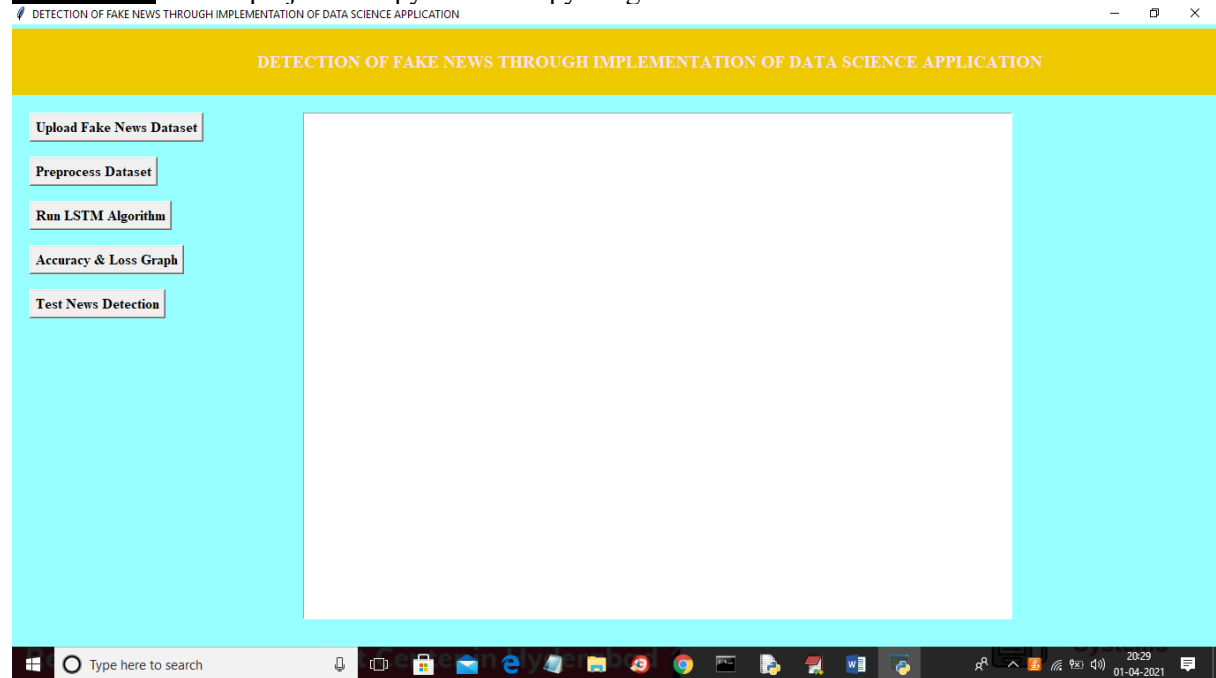 DETECTION OF FAKE NEWS THROUGH IMPLEMENTATION OF DATA SCIENCE APPLICATION
DETECTION OF FAKE NEWS THROUGH IMPLEMENTATION OF DATA SCIENCE APPLICATION
Upload Fake News Dataset
Preprocess Dataset
Run LSTM Algorithm
Accuracy & Loss Graph
Test News Detection
Type here to search
20:29
01-04-2021